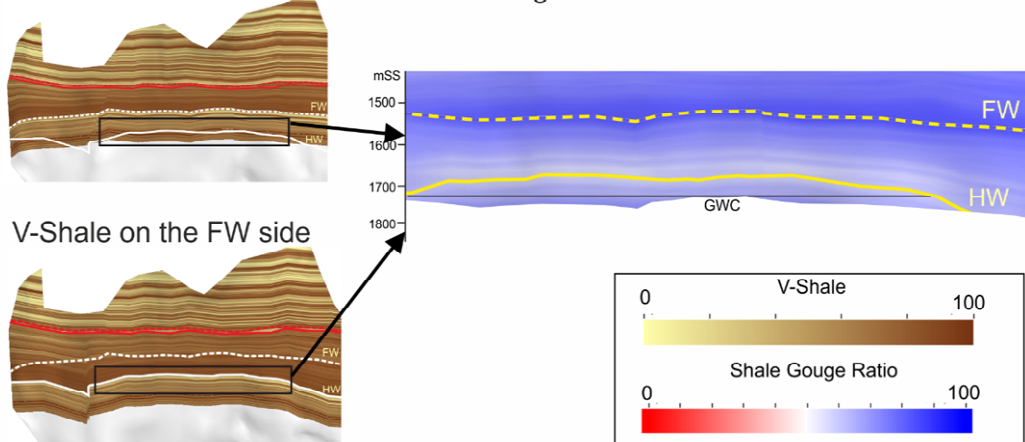 FW
HW
mSS
1500
1600
1700
1800
FW
HW
GWC
V-Shale on the FW side
FW
HW
V-Shale
0
100
Shale Gouge Ratio
0
100